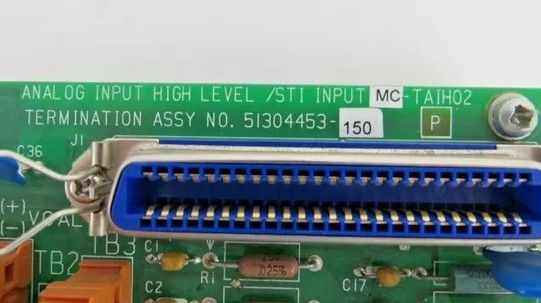 ANALOG INPUT HIGH LEVEL /STI INPUT MC-TAIH02
TERMINATION ASSY NO. 51304453-150 P
J1
C36
(+)
(-) VCAL
TB2
TB3
C1
V
R1
.025%
C2
C17